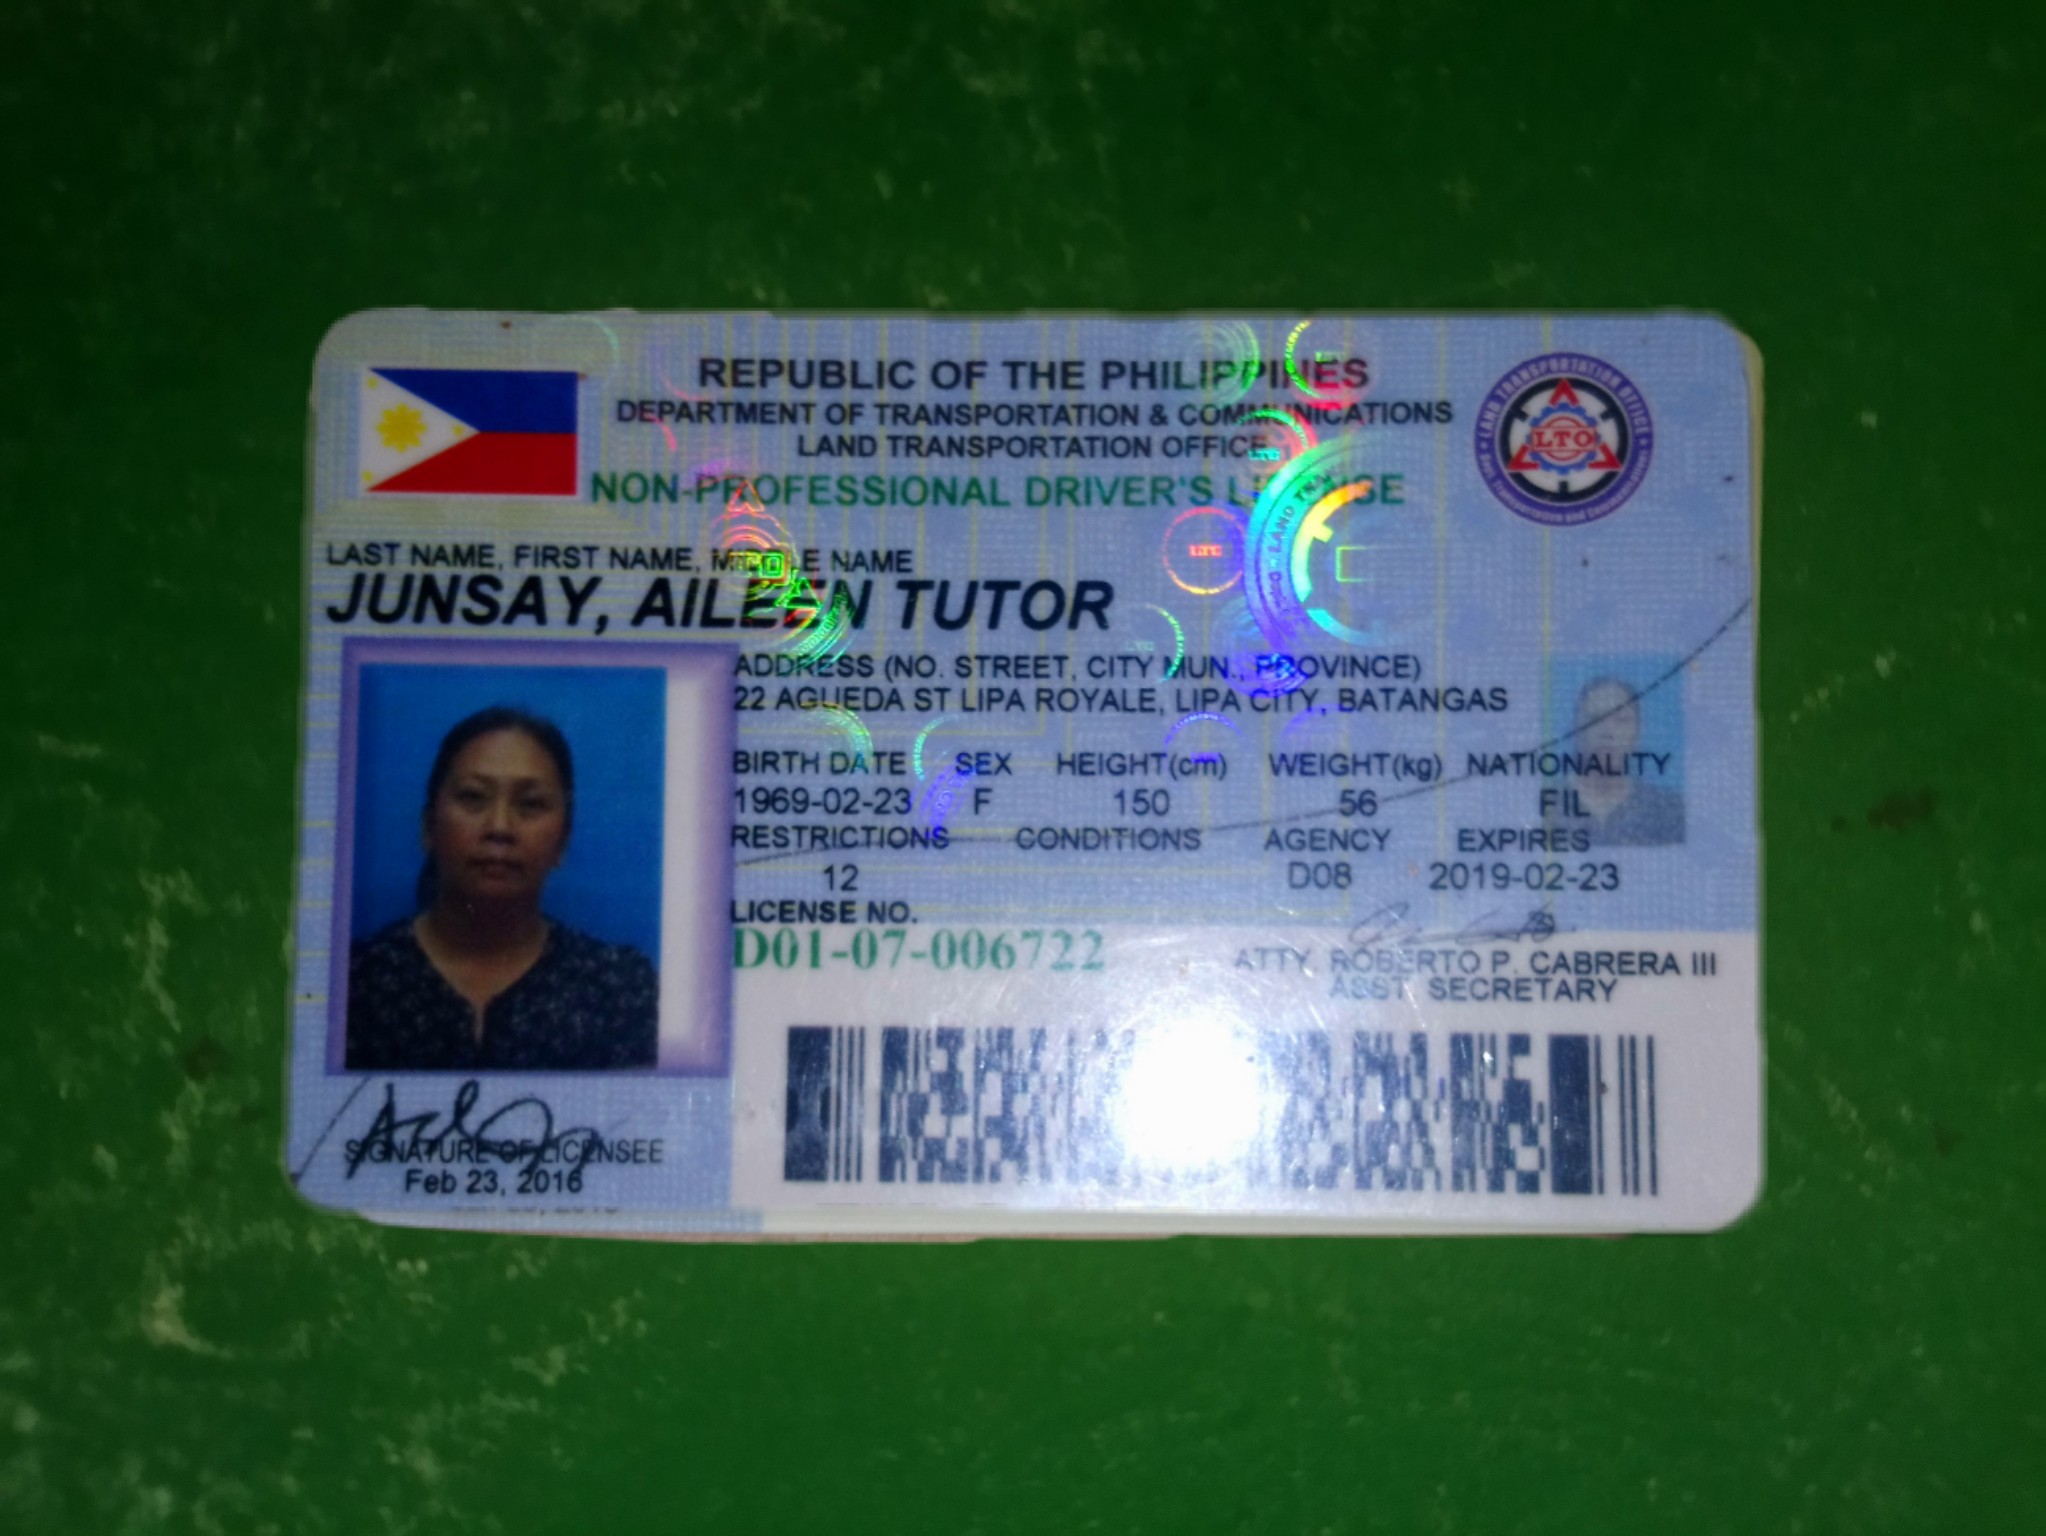 REPUBLIC OF THE PHILIPPINES
DEPARTMENT OF TRANSPORTATION & COMMUNICATIONS
LAND TRANSPORTATION OFFICE
NON-PROFESSIONAL DRIVER'S LICENSE
LAND TRANSPORTATION OFFICE
LTO
LAST NAME, FIRST NAME, MIDDLE NAME
JUNSAY, AILEEN TUTOR
ADDRESS (NO. STREET, CITY MUN., PROVINCE)
22 AGUEDA ST LIPA ROYALE, LIPA CITY, BATANGAS
BIRTH DATE SEX HEIGHT(cm) WEIGHT(kg) NATIONALITY
1969-02-23 F 150 56 FIL
RESTRICTIONS CONDITIONS AGENCY EXPIRES
12 D08 2019-02-23
LICENSE NO.
D01-07-006722
ATTY. ROBERTO P. CABRERA III
ASST SECRETARY
SIGNATURE OF LICENSEE
Feb 23, 2016